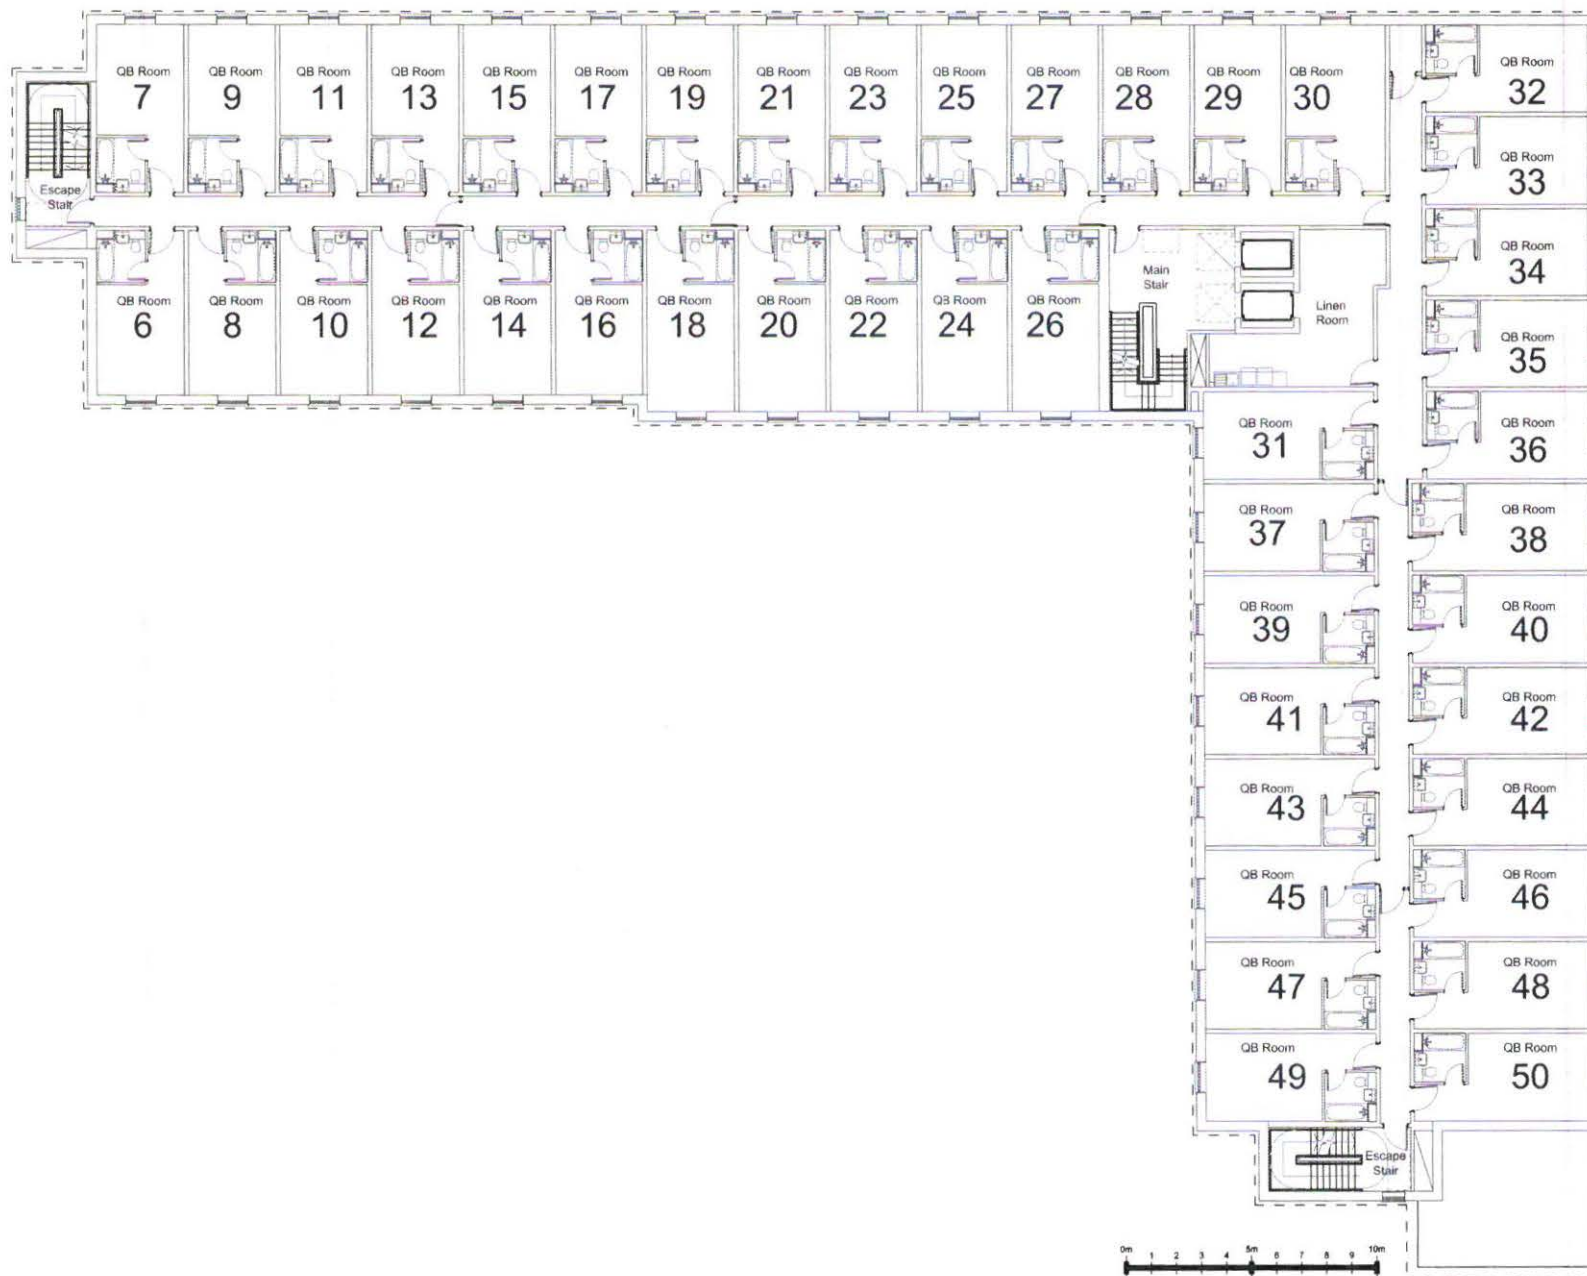 QB Room
7
QB Room
9
QB Room
11
QB Room
13
QB Room
15
QB Room
17
QB Room
19
QB Room
21
QB Room
23
QB Room
25
QB Room
27
QB Room
28
QB Room
29
QB Room
30
QB Room
32
QB Room
33
Escape
Stair
QB Room
6
QB Room
8
QB Room
10
QB Room
12
QB Room
14
QB Room
16
QB Room
18
QB Room
20
QB Room
22
QB Room
24
QB Room
26
Main
Stair
Linen
Room
QB Room
34
QB Room
35
QB Room
31
QB Room
36
QB Room
37
QB Room
38
QB Room
39
QB Room
40
QB Room
41
QB Room
42
QB Room
43
QB Room
44
QB Room
45
QB Room
46
QB Room
47
QB Room
48
QB Room
49
QB Room
50
Escape
Stair
0m 1 2 3 4 5m 6 7 8 9 10m